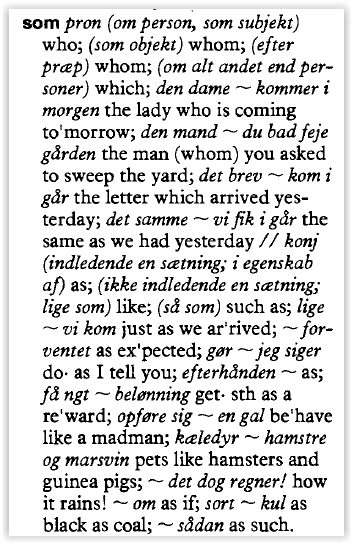 som pron (om person, som subjekt)
who; (som objekt) whom; (efter
præp) whom; (om alt andet end per-
soner) which; den dame ~ kommer i
morgen the lady who is coming
to'morrow; den mand ~ du bad feje
gården the man (whom) you asked
to sweep the yard; det brev ~ kom i
går the letter which arrived yes-
terday; det samme ~ vi fik i går the
same as we had yesterday // konj
(indledende en sætning; i egenskab
af) as; (ikke indledende en sætning;
lige som) like; (så som) such as; lige
~ vi kom just as we ar'rived; ~ for-
ventet as ex'pected; gør ~ jeg siger
do· as I tell you; efterhånden ~ as;
få ngt ~ belønning get· sth as a
re'ward; opføre sig ~ en gal be'have
like a madman; kæledyr ~ hamstre
og marsvin pets like hamsters and
guinea pigs; ~ det dog regner! how
it rains! ~ om as if; sort ~ kul as
black as coal; ~ sådan as such.